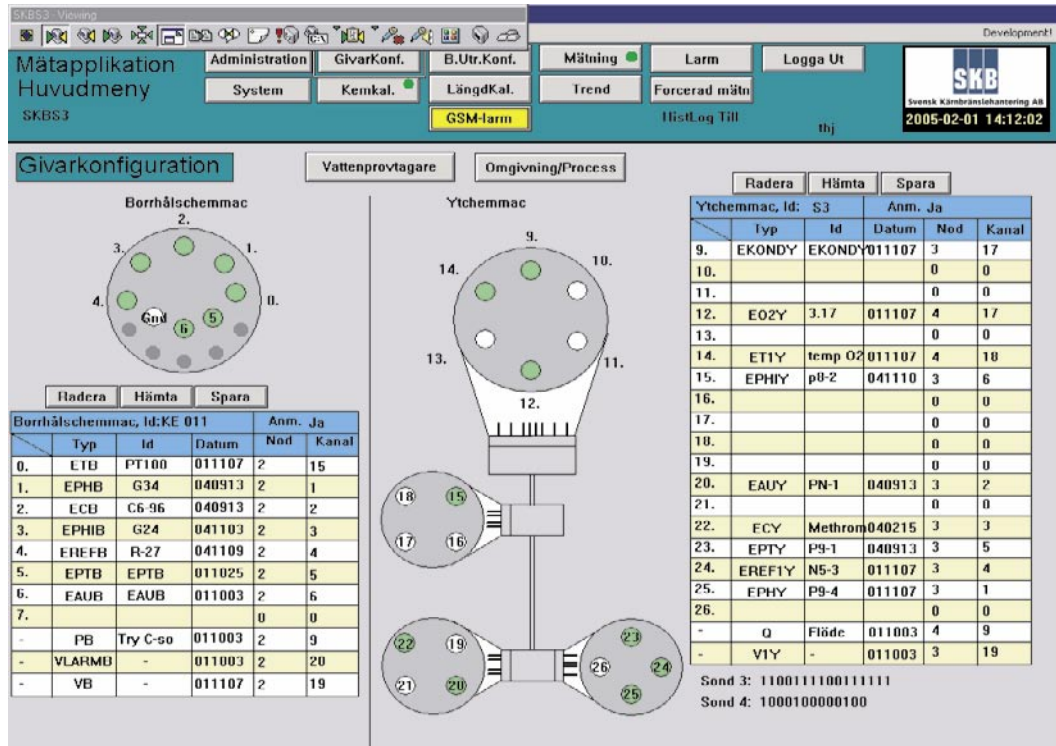 SKBS3 - Viewing
Development!
Mätapplikation
Huvudmeny
SKBS3
Administration GivarKonf. B.Utr.Konf. Mätning Larm Logga Ut
System Kemkal. LängdKal. Trend Forcerad mätn
GSM-larm HistLog Till thj
SKB
Svensk Kärnbränslehantering AB
2005-02-01 14:12:02
Givarkonfiguration
Vattenprovtagare Omgivning/Process
Borrhålschemmac
2.
3. 1.
4. 0.
Gnd 6 5
Radera Hämta Spara
Borrhålschemmac, Id:KE 011 Anm. Ja
Typ Id Datum Nod Kanal
0. ETB PT100 011107 2 15
1. EPHB G34 040913 2 1
2. ECB C6-96 040913 2 2
3. EPHIB G24 041103 2 3
4. EREFB R-27 041109 2 4
5. EPTB EPTB 011025 2 5
6. EAUB EAUB 011003 2 6
7. 0 0
- PB Try C-so 011003 2 9
- VLARMB - 011003 2 20
- VB - 011107 2 19
Ytchemmac
9.
14. 10.
13. 11.
12.
18 15
17 16
22 19
21 20
23
26 24
25
Radera Hämta Spara
Ytchemmac, Id: S3 Anm. Ja
Typ Id Datum Nod Kanal
9. EKONDY EKONDY 011107 3 17
10. 0 0
11. 0 0
12. EO2Y 3.17 011107 4 17
13. 0 0
14. ET1Y temp O2 011107 4 18
15. EPHIY p8-2 041110 3 6
16. 0 0
17. 0 0
18. 0 0
19. 0 0
20. EAUY PN-1 040913 3 2
21. 0 0
22. ECY Methrom 040215 3 3
23. EPTY P9-1 040913 3 5
24. EREF1Y N5-3 011107 3 4
25. EPHY P9-4 011107 3 1
26. 0 0
- Q Flöde 011003 4 9
- V1Y - 011003 3 19
Sond 3: 1100111100111111
Sond 4: 1000100000100